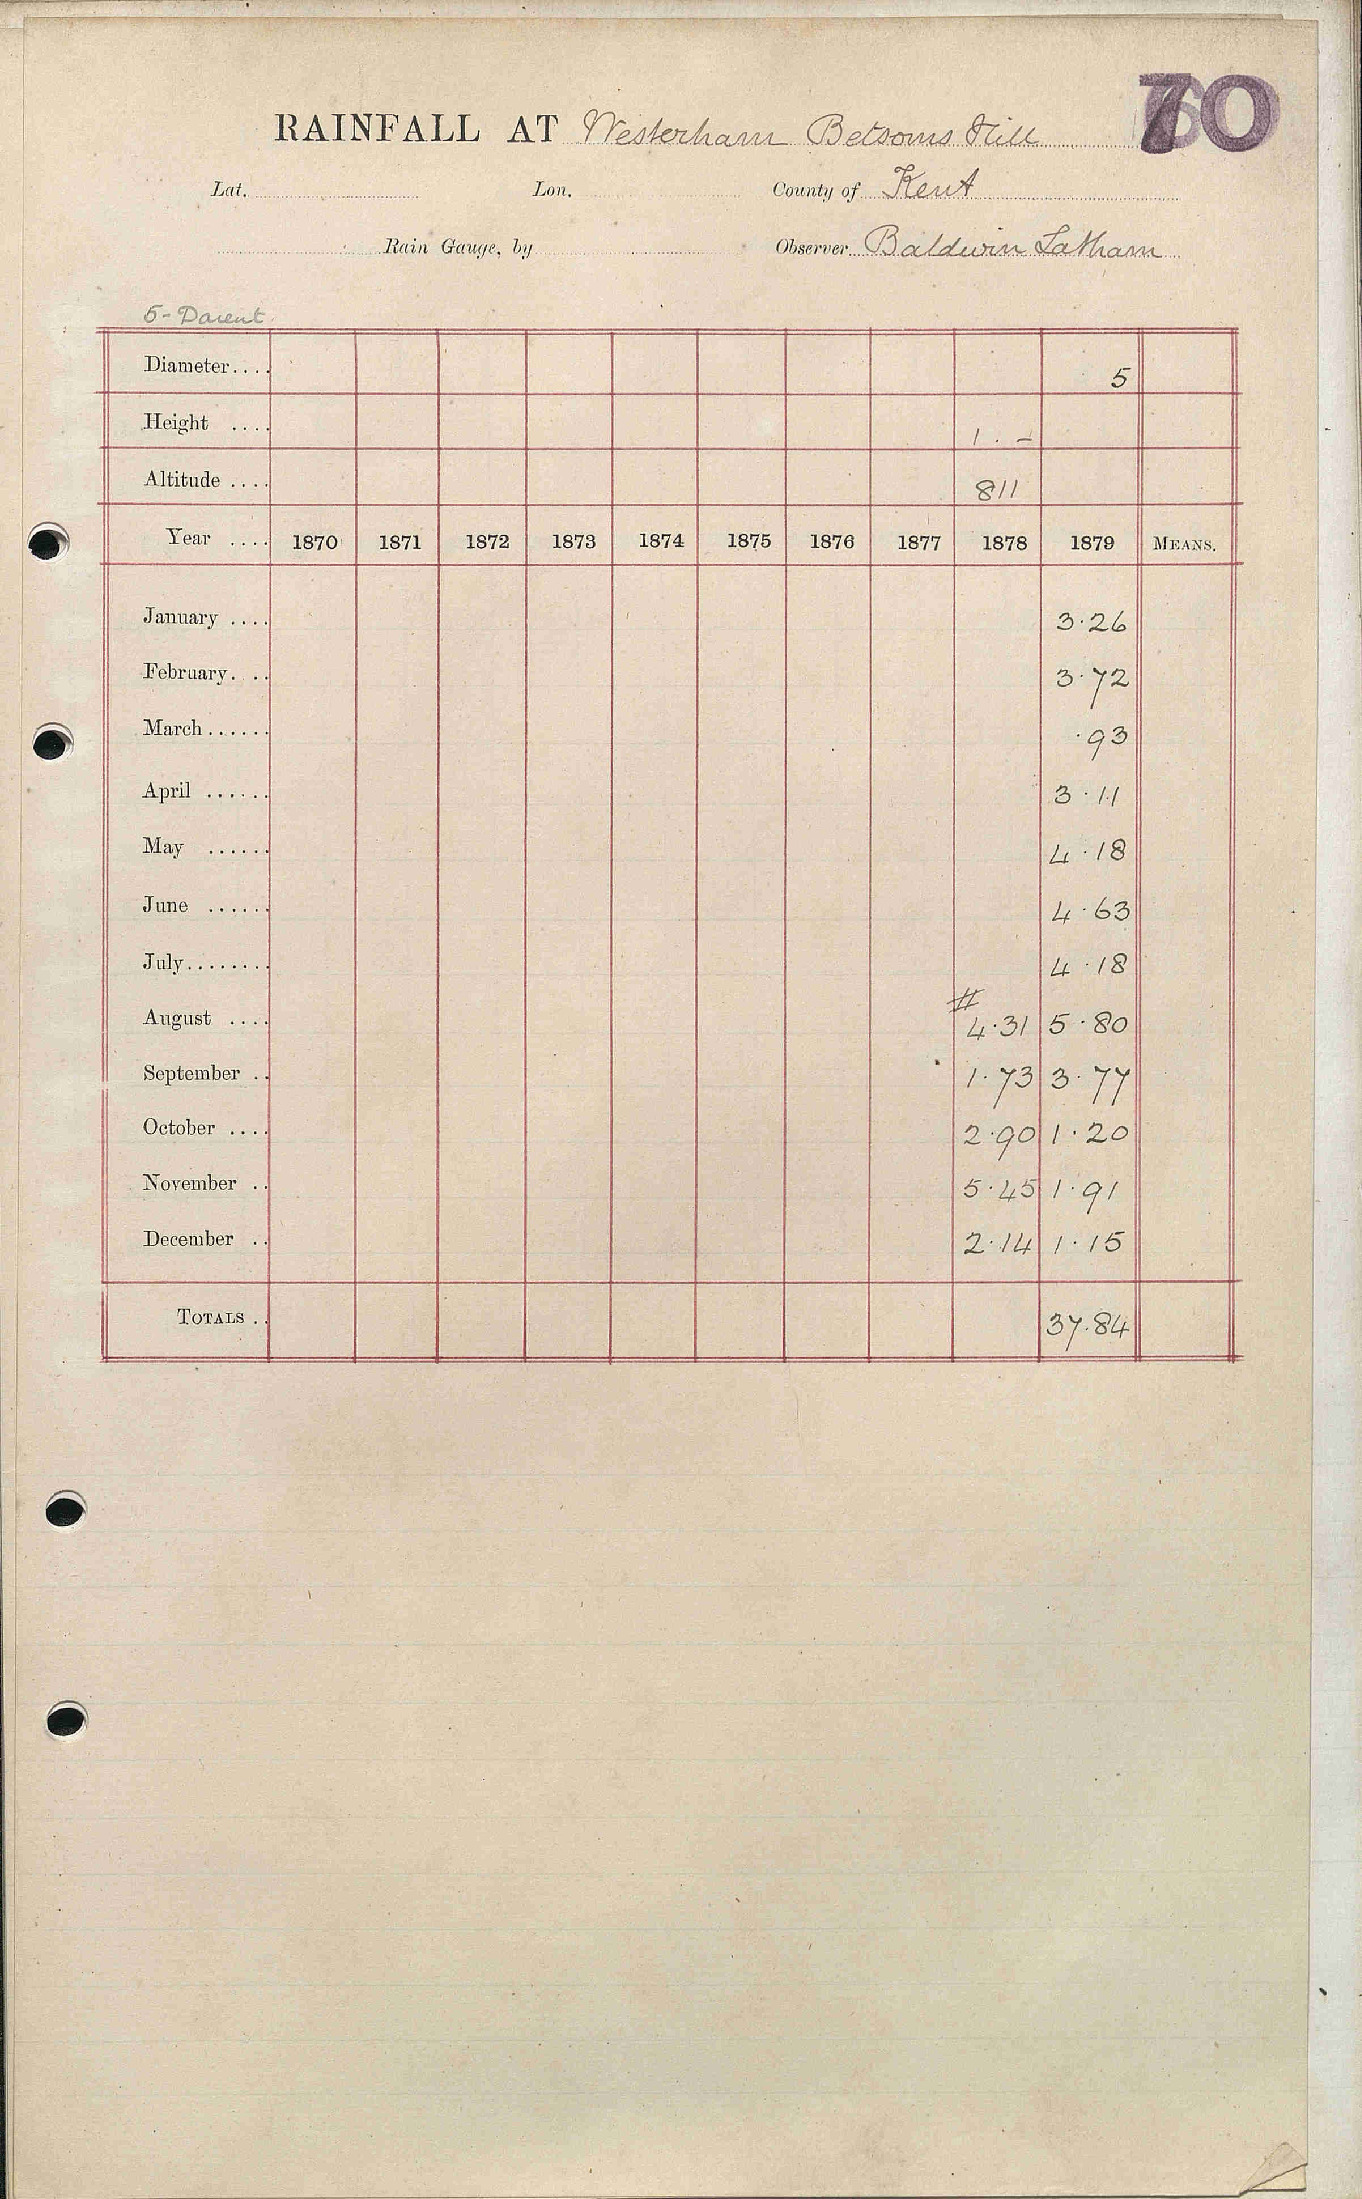 70
RAINFALL AT Westerham Betsoms Hill
Lat. Lon. County of Kent
Rain Gauge, by Observer Baldwin Latham
5 - Darent
Diameter.... 5
Height .... 1 . -
Altitude .... 811
Year .... 1870 1871 1872 1873 1874 1875 1876 1877 1878 1879 MEANS.
January .... 3.26
February. .. 3.72
March...... .93
April ...... 3.11
May ...... 4.18
June ...... 4.63
July........ 4.18
#
August .... 4.31 5.80
September .. 1.73 3.77
October .... 2.90 1.20
November .. 5.45 1.91
December .. 2.14 1.15
TOTALS .. 37.84